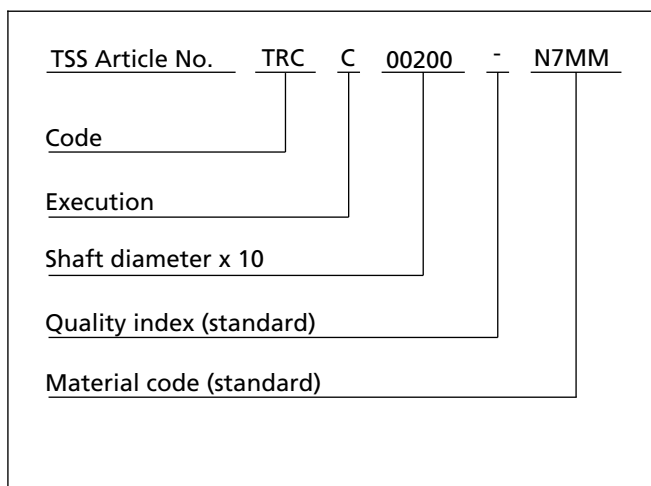 TSS Article No. TRC C 00200 - N7MM
Code
Execution
Shaft diameter x 10
Quality index (standard)
Material code (standard)